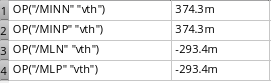 1 OP("/MINN" "vth") 374.3m
2 OP("/MINP" "vth") 374.3m
3 OP("/MLN" "vth") -293.4m
4 OP("/MLP" "vth") -293.4m